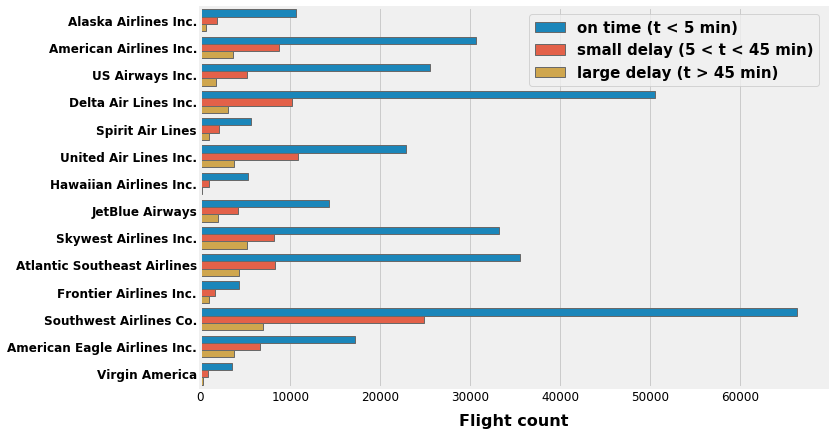 Alaska Airlines Inc.
American Airlines Inc.
US Airways Inc.
Delta Air Lines Inc.
Spirit Air Lines
United Air Lines Inc.
Hawaiian Airlines Inc.
JetBlue Airways
Skywest Airlines Inc.
Atlantic Southeast Airlines
Frontier Airlines Inc.
Southwest Airlines Co.
American Eagle Airlines Inc.
Virgin America
on time (t < 5 min)
small delay (5 < t < 45 min)
large delay (t > 45 min)
0 10000 20000 30000 40000 50000 60000
Flight count